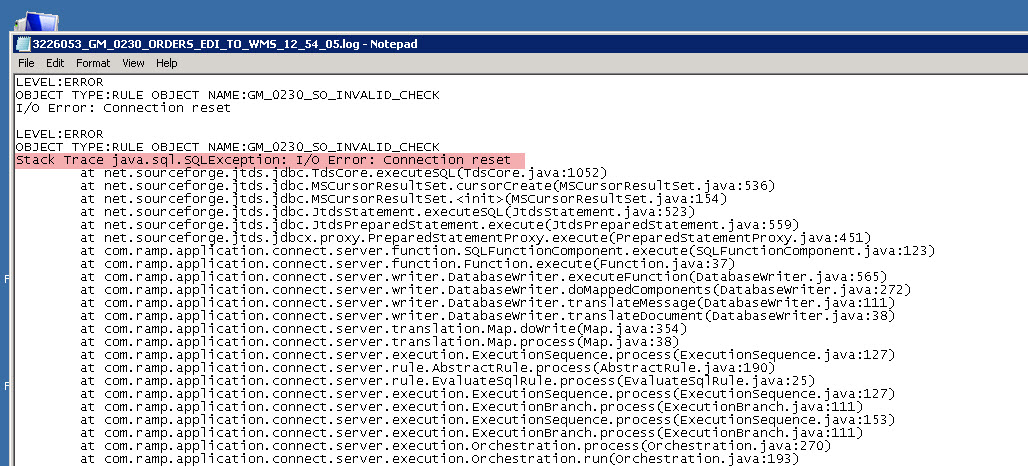 3226053_GM_0230_ORDERS_EDI_TO_WMS_12_54_05.log - Notepad
File Edit Format View Help
LEVEL:ERROR
OBJECT TYPE:RULE OBJECT NAME:GM_0230_SO_INVALID_CHECK
I/O Error: Connection reset
LEVEL:ERROR
OBJECT TYPE:RULE OBJECT NAME:GM_0230_SO_INVALID_CHECK
Stack Trace java.sql.SQLException: I/O Error: Connection reset
at net.sourceforge.jtds.jdbc.TdsCore.executeSQL(TdsCore.java:1052)
at net.sourceforge.jtds.jdbc.MSCursorResultSet.cursorCreate(MSCursorResultSet.java:536)
at net.sourceforge.jtds.jdbc.MSCursorResultSet.<init>(MSCursorResultSet.java:154)
at net.sourceforge.jtds.jdbc.JtdsStatement.executeSQL(JtdsStatement.java:523)
at net.sourceforge.jtds.jdbc.JtdsPreparedStatement.execute(JtdsPreparedStatement.java:559)
at net.sourceforge.jtds.jdbcx.proxy.PreparedStatementProxy.execute(PreparedStatementProxy.java:451)
at com.ramp.application.connect.server.function.SQLFunctionComponent.execute(SQLFunctionComponent.java:123)
at com.ramp.application.connect.server.function.Function.execute(Function.java:37)
at com.ramp.application.connect.server.writer.DatabaseWriter.executeFunction(DatabaseWriter.java:565)
at com.ramp.application.connect.server.writer.DatabaseWriter.doMappedComponents(DatabaseWriter.java:272)
at com.ramp.application.connect.server.writer.DatabaseWriter.translateMessage(DatabaseWriter.java:111)
at com.ramp.application.connect.server.writer.DatabaseWriter.translateDocument(DatabaseWriter.java:38)
at com.ramp.application.connect.server.translation.Map.doWrite(Map.java:354)
at com.ramp.application.connect.server.translation.Map.process(Map.java:38)
at com.ramp.application.connect.server.execution.ExecutionSequence.process(ExecutionSequence.java:127)
at com.ramp.application.connect.server.rule.AbstractRule.process(AbstractRule.java:190)
at com.ramp.application.connect.server.rule.EvaluateSqlRule.process(EvaluateSqlRule.java:25)
at com.ramp.application.connect.server.execution.ExecutionSequence.process(ExecutionSequence.java:127)
at com.ramp.application.connect.server.execution.ExecutionBranch.process(ExecutionBranch.java:111)
at com.ramp.application.connect.server.execution.ExecutionSequence.process(ExecutionSequence.java:153)
at com.ramp.application.connect.server.execution.ExecutionBranch.process(ExecutionBranch.java:111)
at com.ramp.application.connect.server.execution.Orchestration.process(Orchestration.java:270)
at com.ramp.application.connect.server.execution.Orchestration.run(Orchestration.java:193)